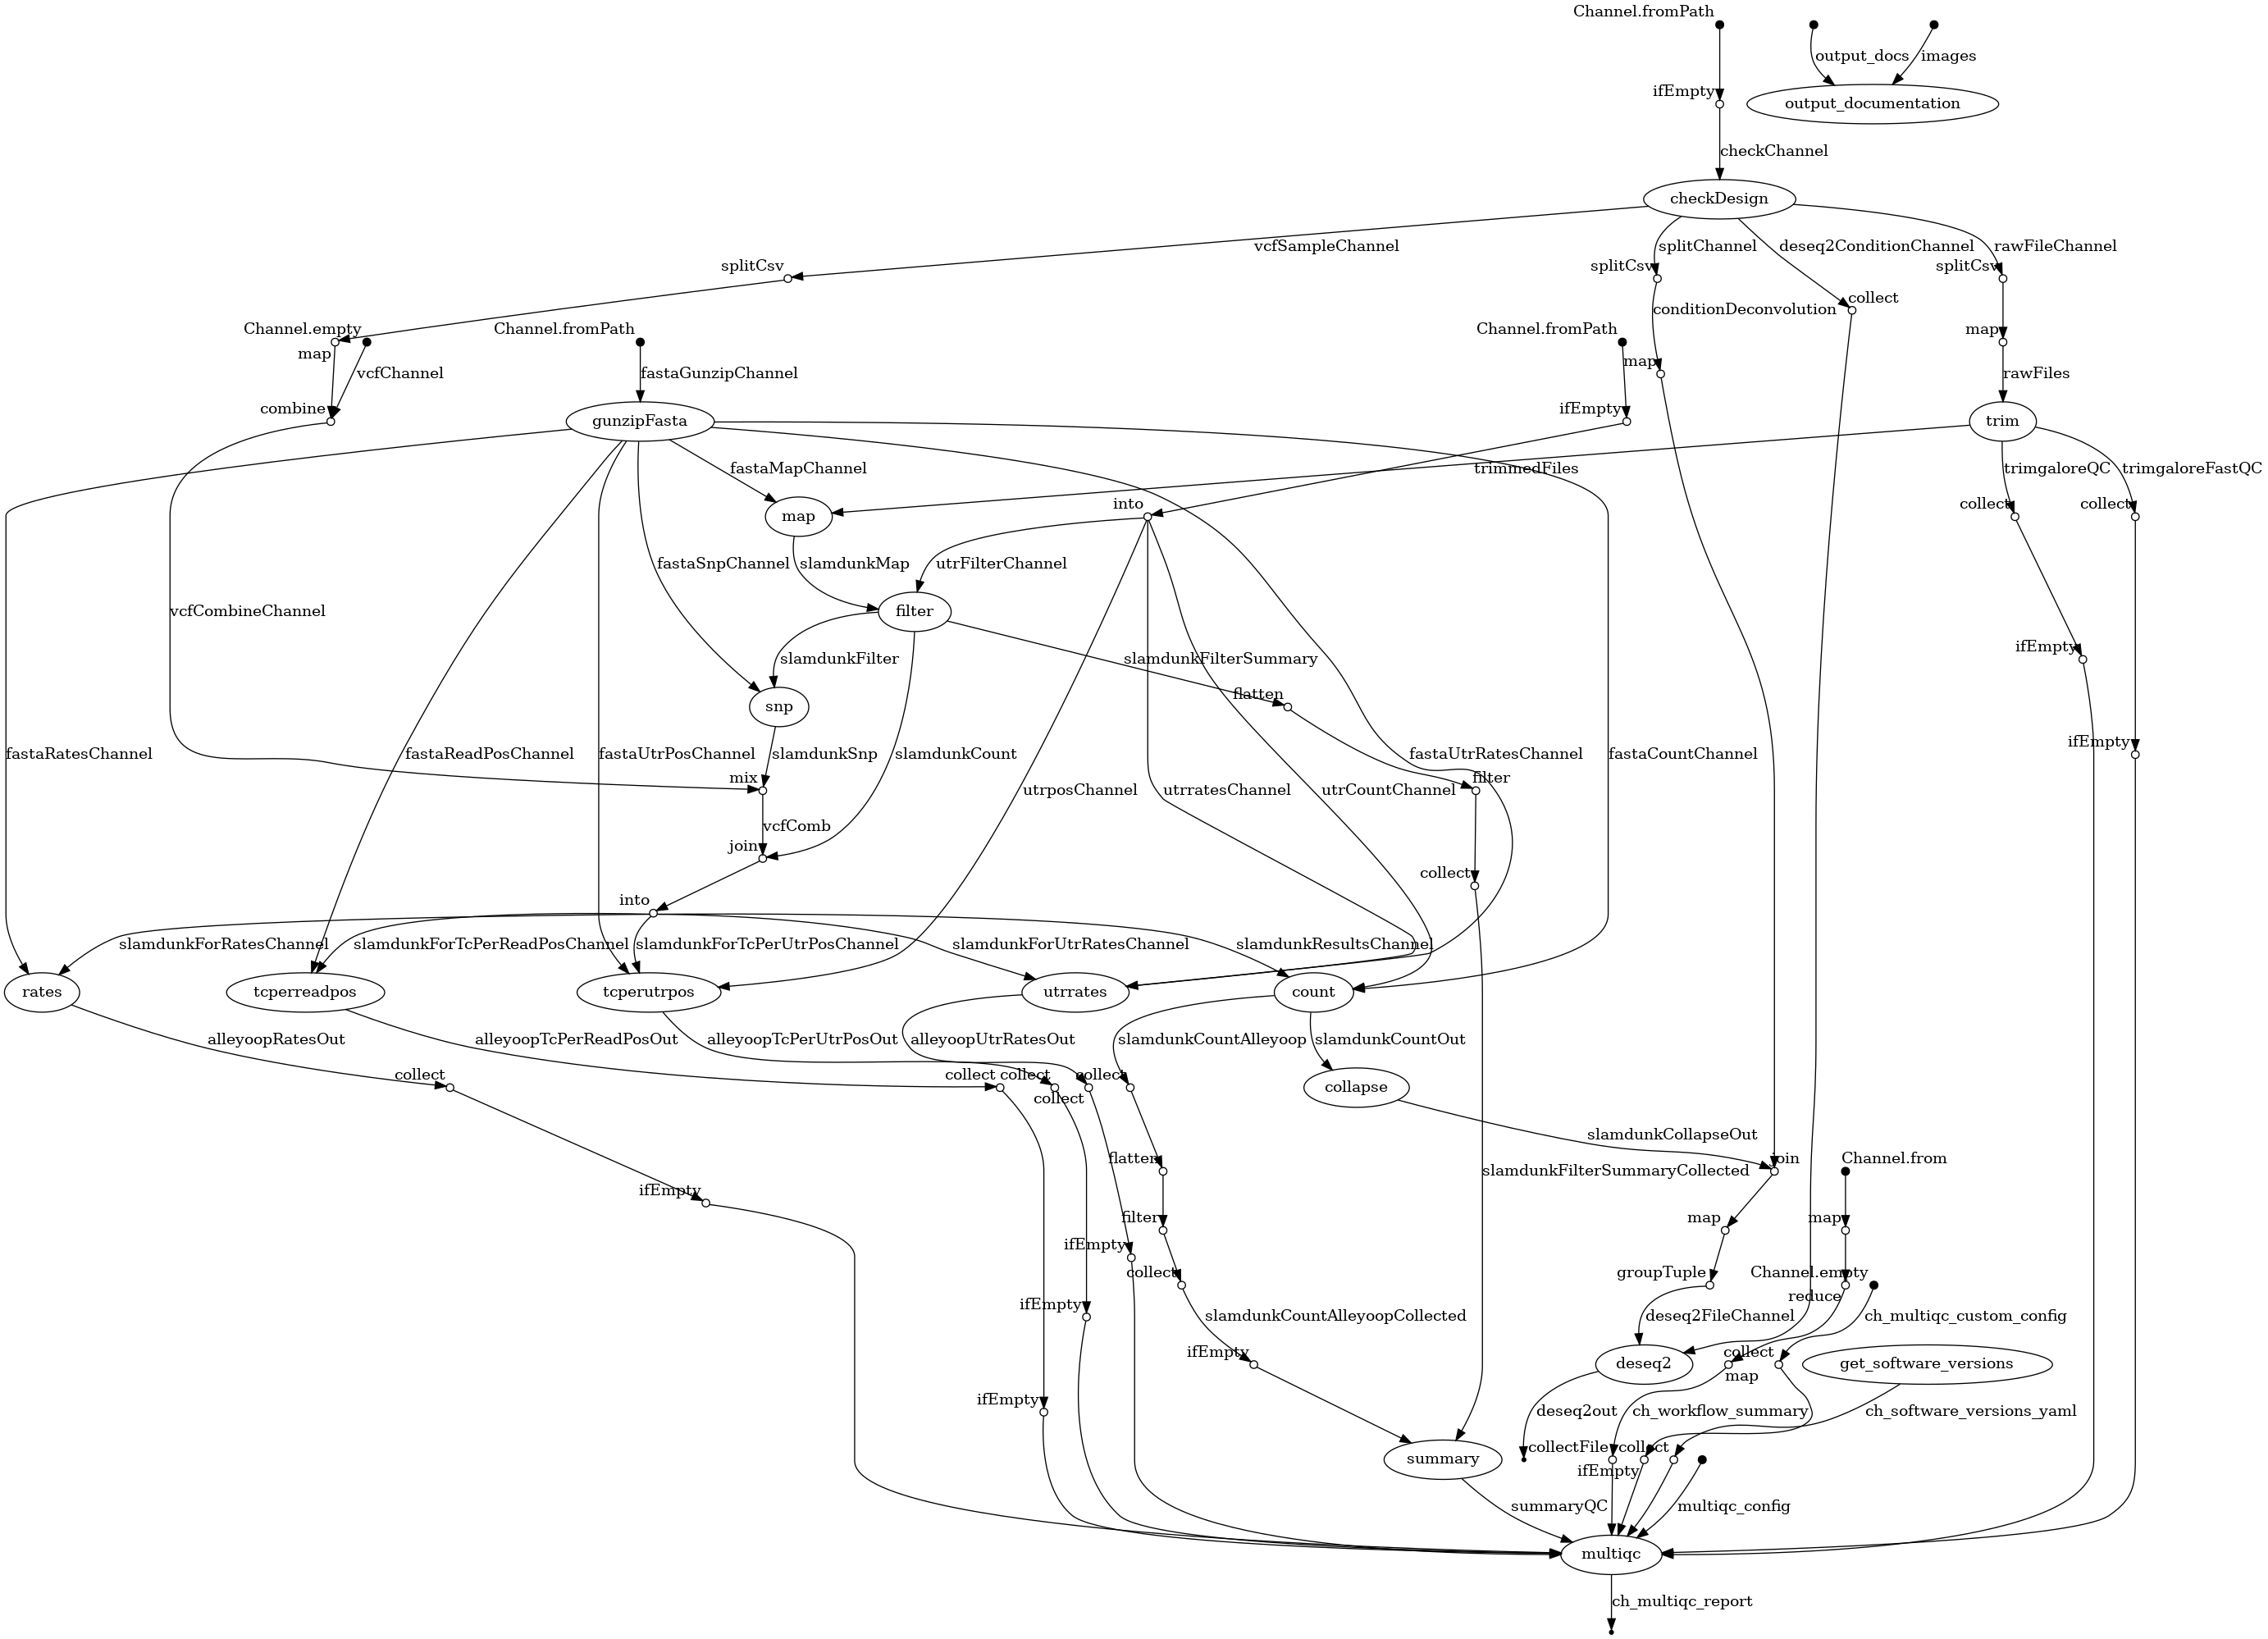 Channel.fromPath
output_docs
images
ifEmpty
output_documentation
checkChannel
checkDesign
vcfSampleChannel
splitChannel
deseq2ConditionChannel
rawFileChannel
splitCsv
splitCsv
splitCsv
collect
conditionDeconvolution
Channel.empty
Channel.fromPath
Channel.fromPath
map
map
map
vcfChannel
fastaGunzipChannel
rawFiles
combine
gunzipFasta
ifEmpty
trim
fastaMapChannel
trimmedFiles
trimgaloreQC
trimgaloreFastQC
map
into
collect
collect
fastaSnpChannel
slamdunkMap
utrFilterChannel
vcfCombineChannel
filter
ifEmpty
slamdunkFilter
slamdunkFilterSummary
snp
flatten
ifEmpty
fastaRatesChannel
fastaReadPosChannel
fastaUtrPosChannel
slamdunkSnp
slamdunkCount
fastaUtrRatesChannel
fastaCountChannel
mix
utrposChannel
utrratesChannel
utrCountChannel
filter
vcfComb
join
collect
into
slamdunkForRatesChannel
slamdunkForTcPerReadPosChannel
slamdunkForTcPerUtrPosChannel
slamdunkForUtrRatesChannel
slamdunkResultsChannel
rates
tcperreadpos
tcperutrpos
utrrates
count
alleyoopRatesOut
alleyoopTcPerReadPosOut
alleyoopTcPerUtrPosOut
alleyoopUtrRatesOut
slamdunkCountAlleyoop
slamdunkCountOut
collect
collect
collect
collect
collect
collapse
slamdunkCollapseOut
flatten
slamdunkFilterSummaryCollected
join
Channel.from
ifEmpty
filter
map
map
ifEmpty
collect
groupTuple
Channel.empty
reduce
ifEmpty
slamdunkCountAlleyoopCollected
deseq2FileChannel
ch_multiqc_custom_config
ifEmpty
deseq2
collect
map
get_software_versions
ifEmpty
deseq2out
ch_workflow_summary
ch_software_versions_yaml
summary
collectFile
collect
ifEmpty
summaryQC
multiqc_config
multiqc
ch_multiqc_report